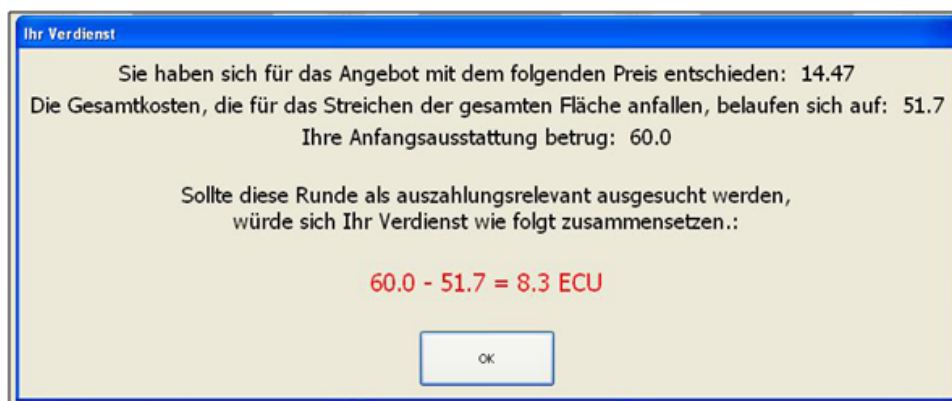 Ihr Verdienst
Sie haben sich für das Angebot mit dem folgenden Preis entschieden: 14.47
Die Gesamtkosten, die für das Streichen der gesamten Fläche anfallen, belaufen sich auf: 51.7
Ihre Anfangsausstattung betrug: 60.0
Sollte diese Runde als auszahlungsrelevant ausgesucht werden,
würde sich Ihr Verdienst wie folgt zusammensetzen.:
60.0 - 51.7 = 8.3 ECU
OK